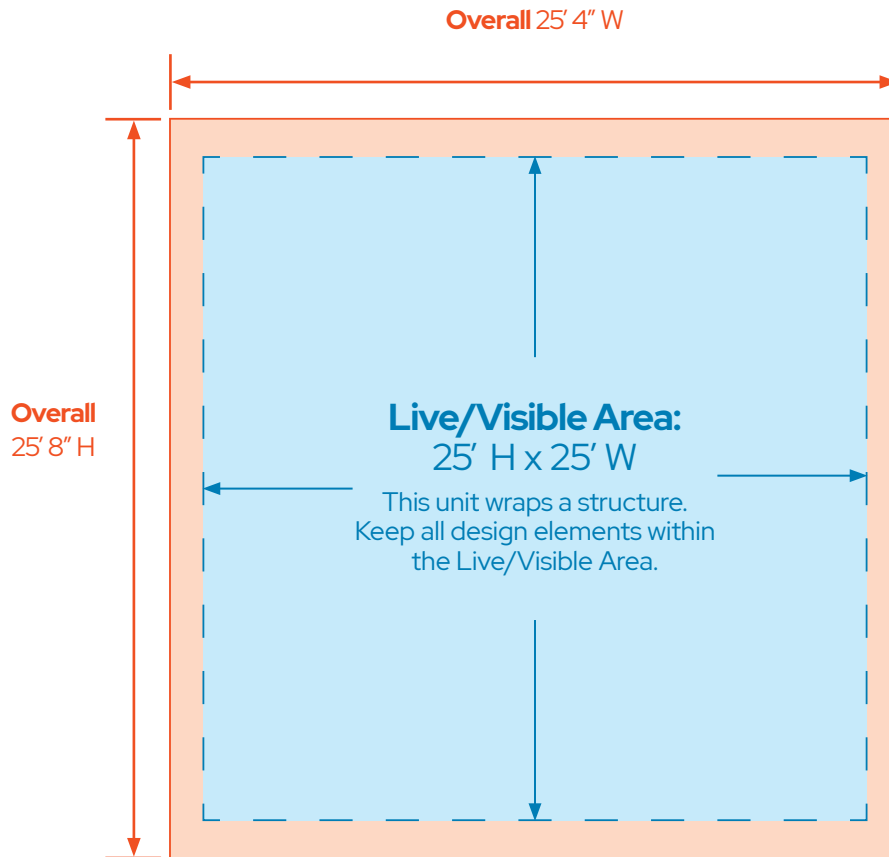 Overall 25’ 4” W
Overall
25’ 8” H
Live/Visible Area:
25’ H x 25’ W
This unit wraps a structure.
Keep all design elements within
the Live/Visible Area.